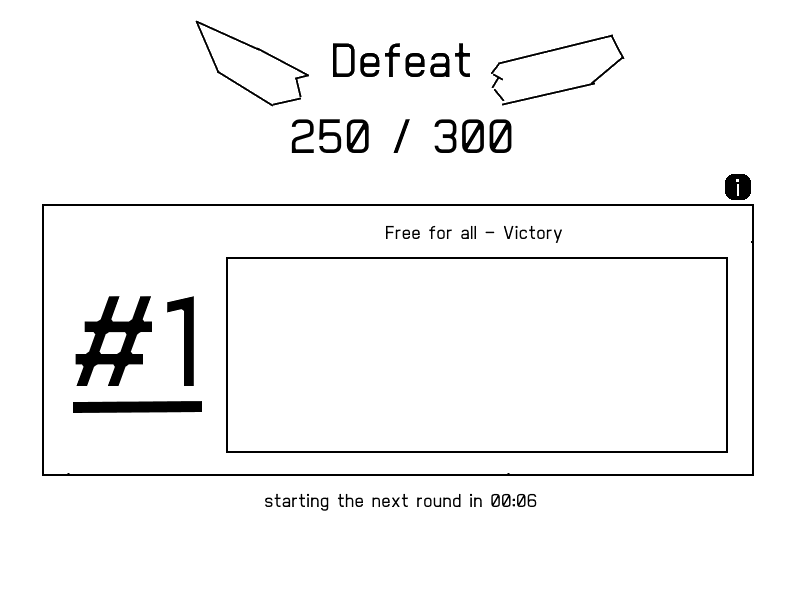 Defeat
250 / 300
i
Free for all - Victory
#1
starting the next round in 00:06